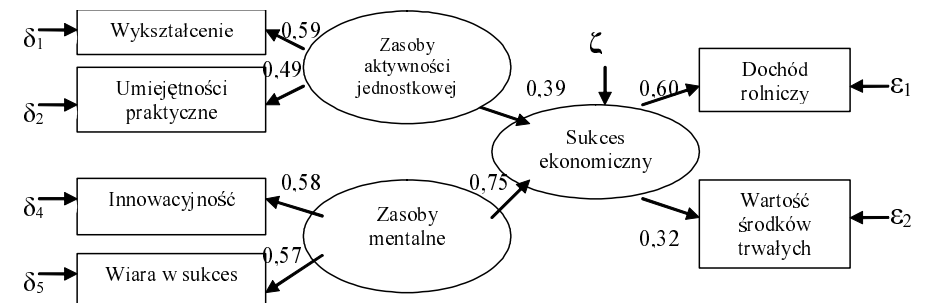 δ1
Wykształcenie
0,59
Zasoby
aktywności
jednostkowej
δ2
Umiejętności
praktyczne
0,49
ζ
0,39
0,60
Dochód
rolniczy
ε1
Sukces
ekonomiczny
δ4
Innowacyjność
0,58
Zasoby
mentalne
0,75
Wartość
środków
trwałych
ε2
0,32
δ5
Wiara w sukces
0,57